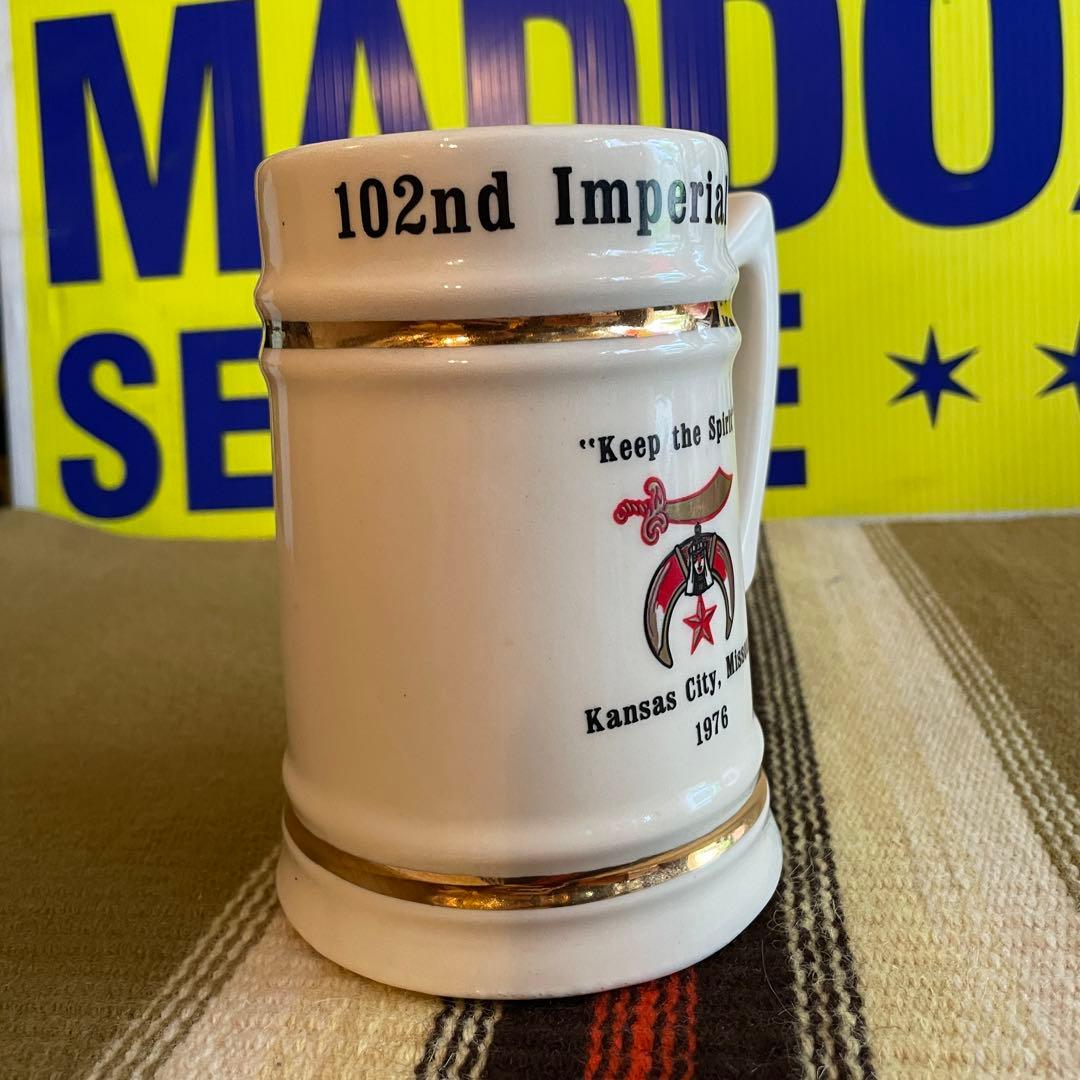 MADDO
SE E
102nd Imperial
"Keep the Spirit"
Kansas City, Misso
1976